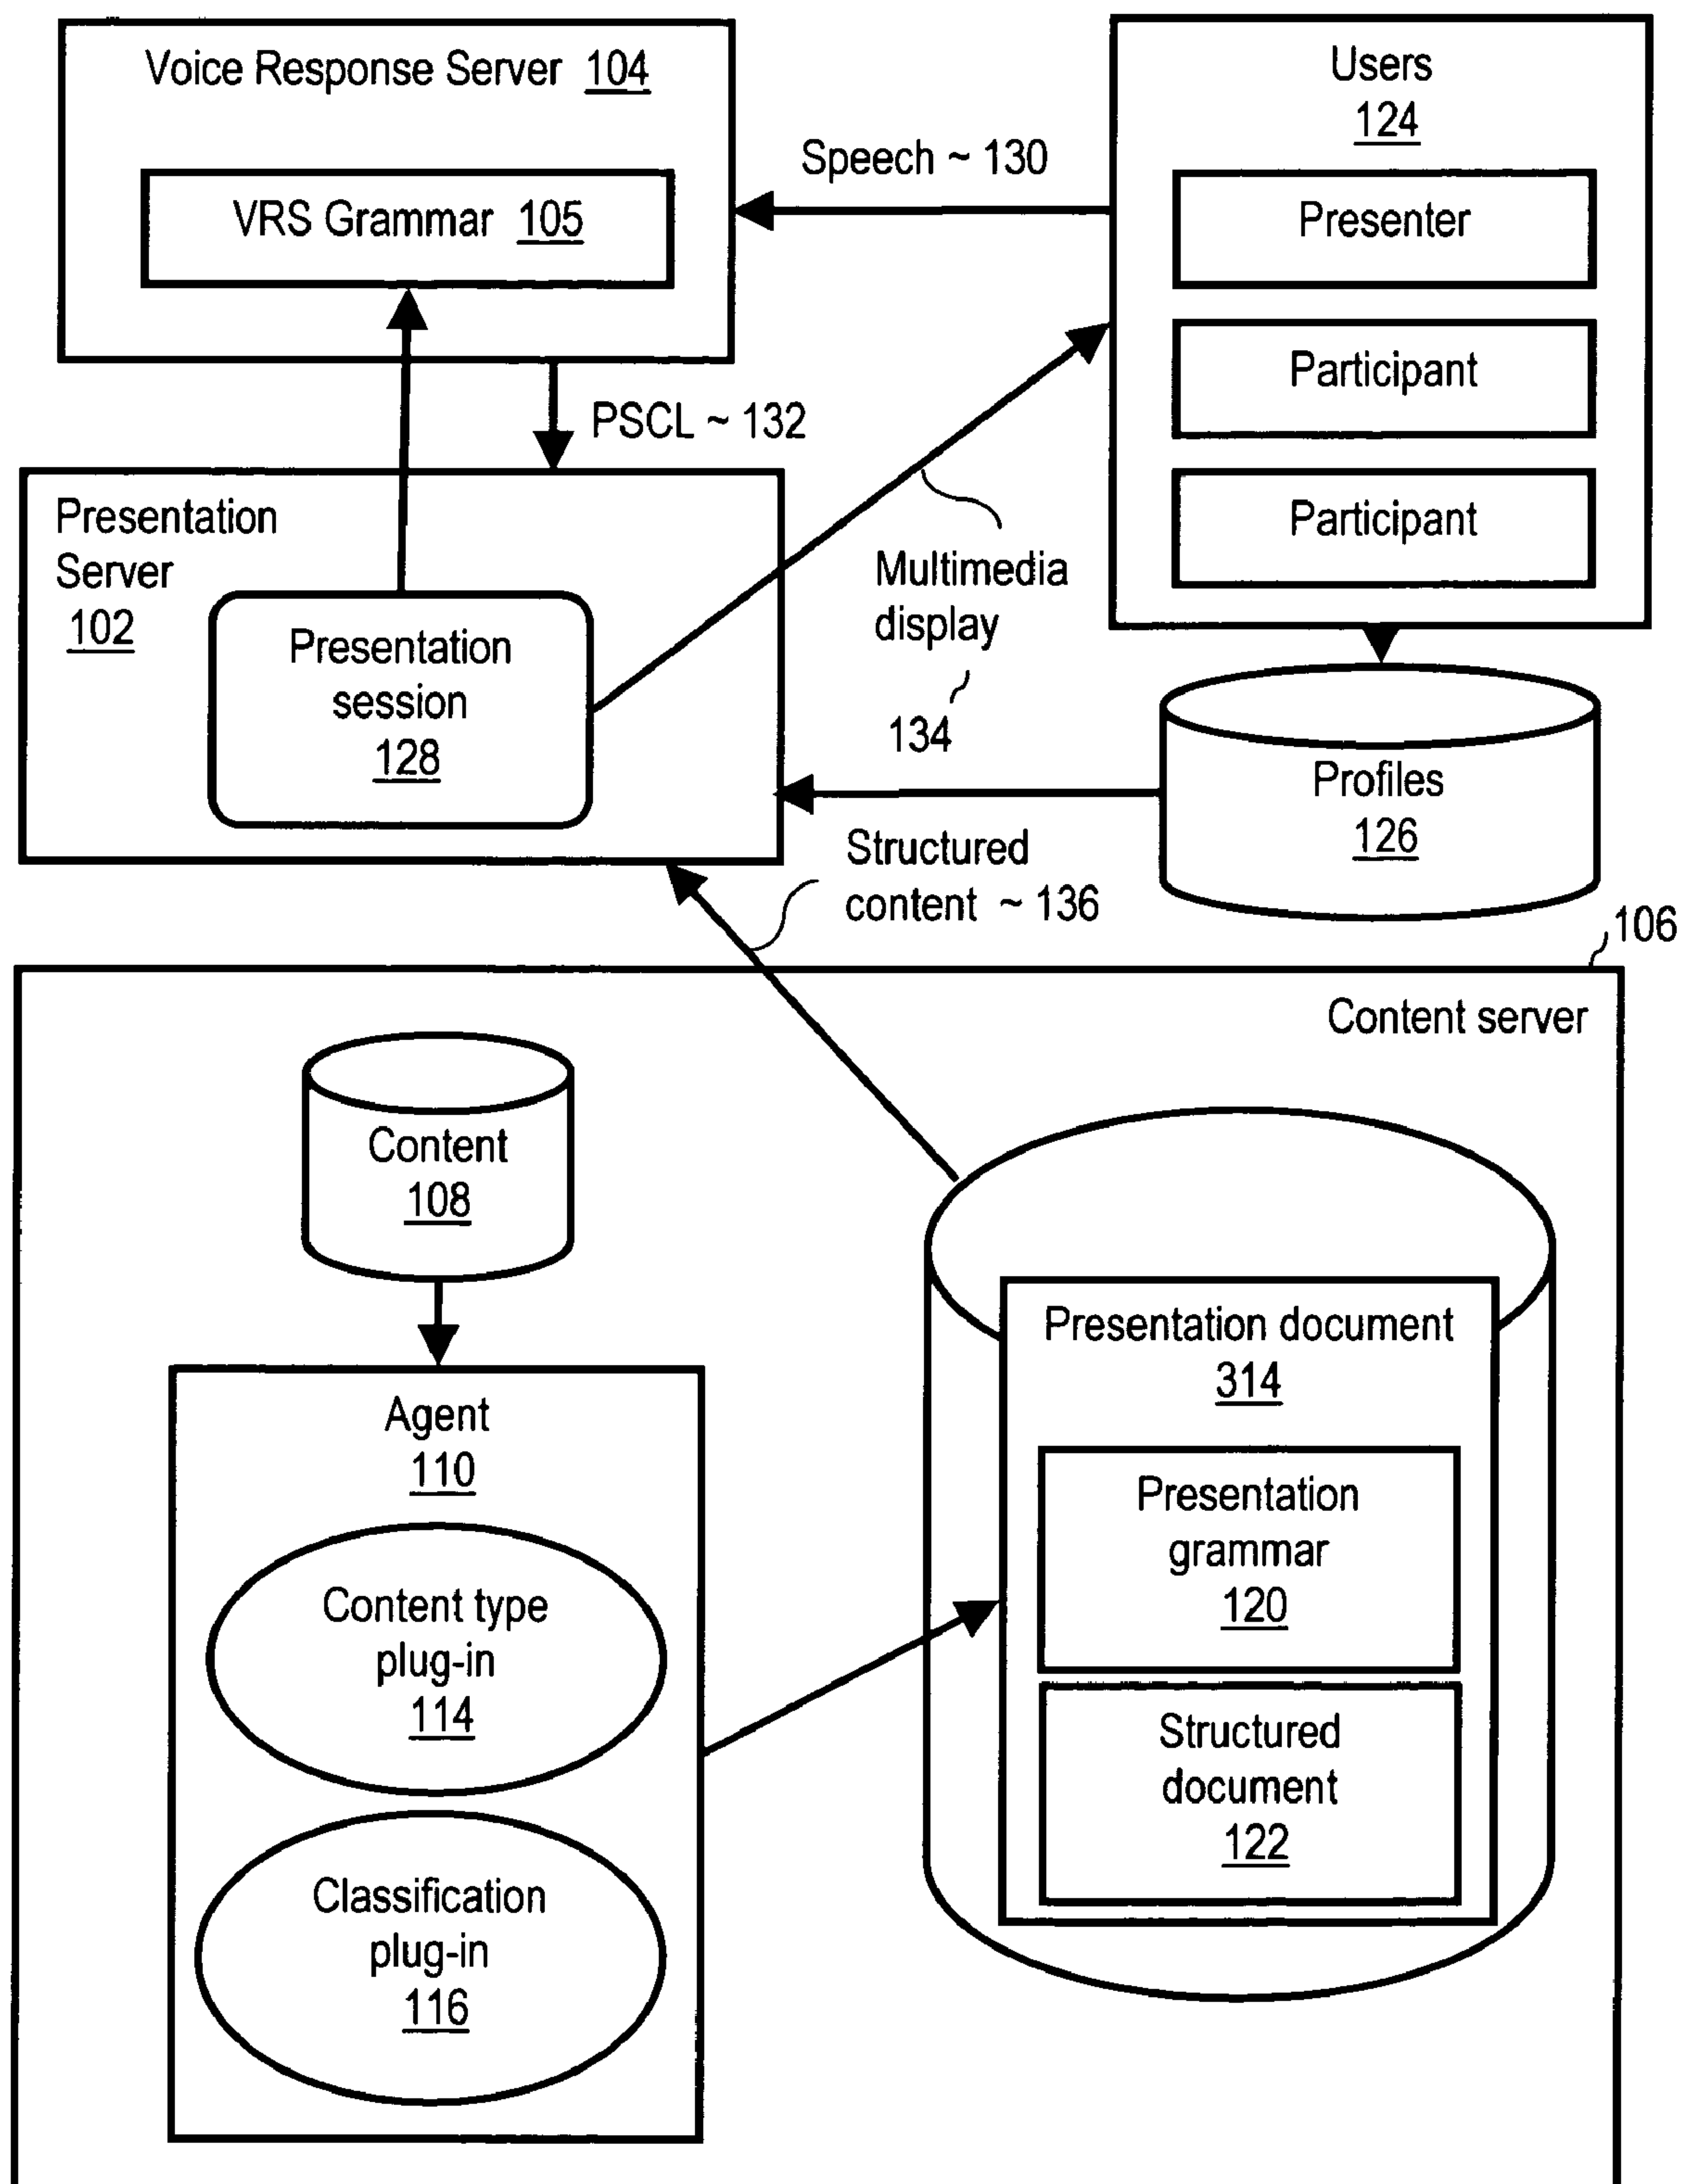 Voice Response Server 104
VRS Grammar 105
Speech ~ 130
Users
124
Presenter
Participant
Participant
PSCL ~ 132
Presentation
Server
102
Presentation
session
128
Multimedia
display
134
Profiles
126
Structured
content ~ 136
106
Content server
Content
108
Agent
110
Content type
plug-in
114
Classification
plug-in
116
Presentation document
314
Presentation
grammar
120
Structured
document
122